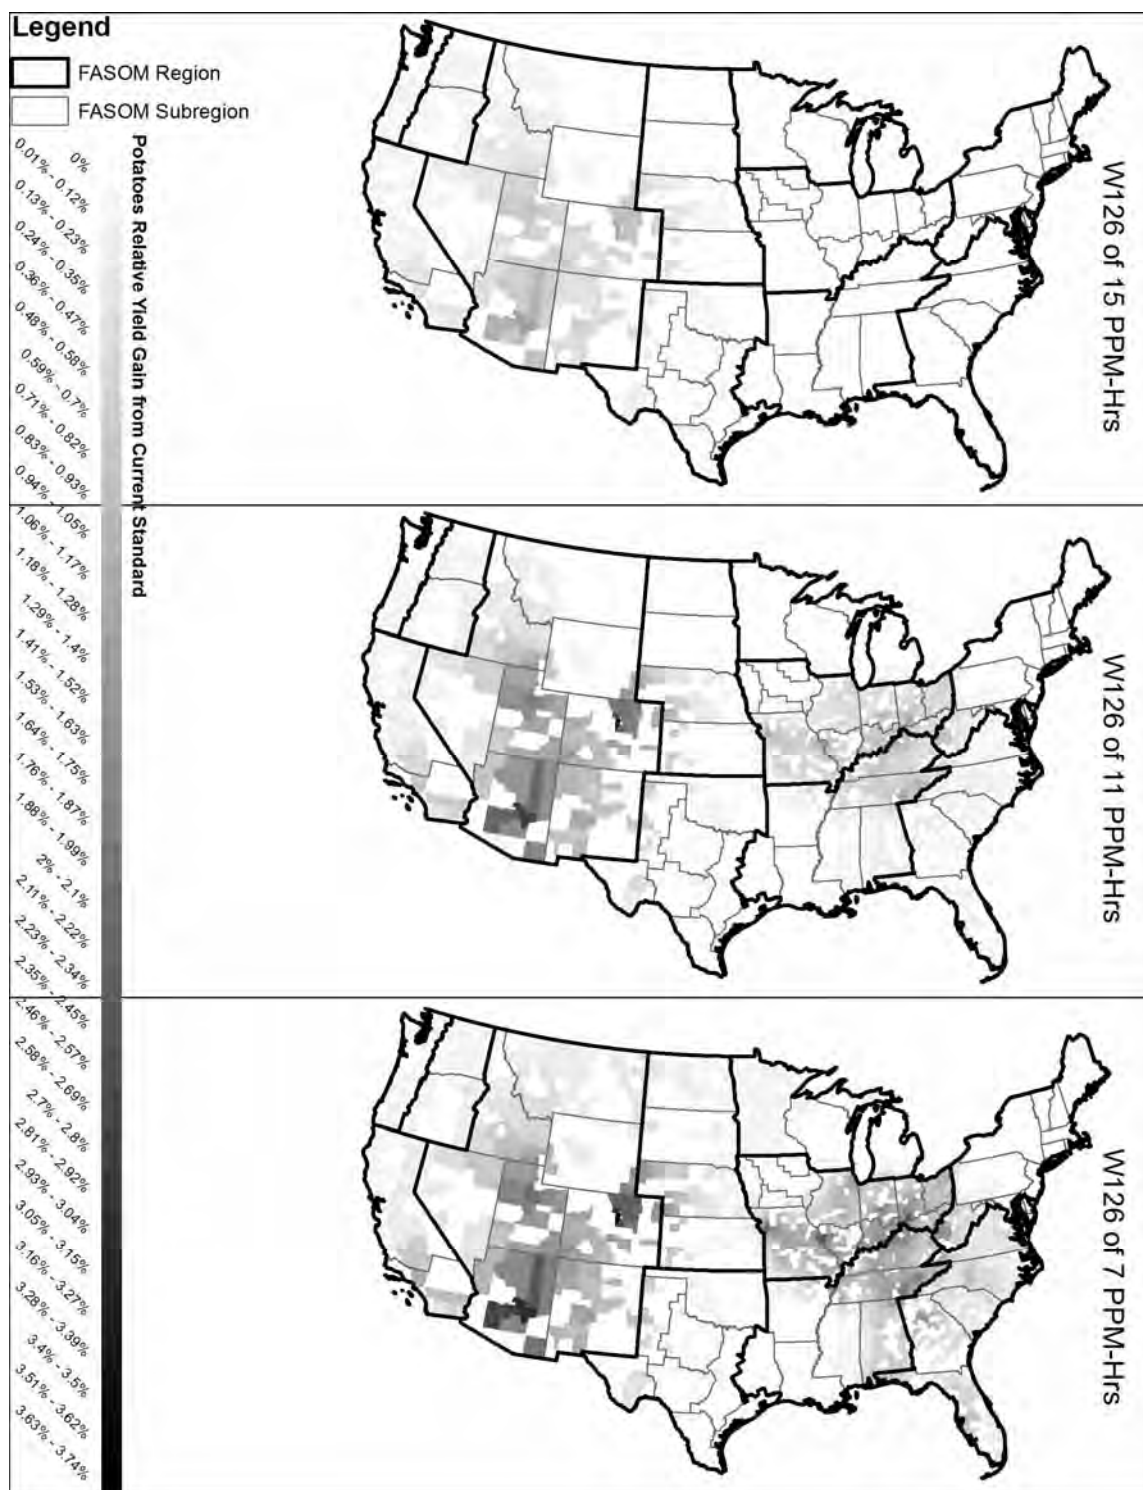 Legend
FASOM Region
FASOM Subregion
Potatoes Relative Yield Gain from Current Standard
0%
0.01% - 0.12%
0.13% - 0.23%
0.24% - 0.35%
0.36% - 0.47%
0.48% - 0.58%
0.59% - 0.7%
0.71% - 0.82%
0.83% - 0.93%
0.94% - 1.05%
1.06% - 1.17%
1.18% - 1.28%
1.29% - 1.4%
1.41% - 1.52%
1.53% - 1.63%
1.64% - 1.75%
1.76% - 1.87%
1.88% - 1.99%
2% - 2.1%
2.11% - 2.22%
2.23% - 2.34%
2.35% - 2.45%
2.46% - 2.57%
2.58% - 2.69%
2.7% - 2.8%
2.81% - 2.92%
2.93% - 3.04%
3.05% - 3.15%
3.16% - 3.27%
3.28% - 3.39%
3.4% - 3.5%
3.51% - 3.62%
3.63% - 3.74%
W126 of 15 PPM-Hrs
W126 of 11 PPM-Hrs
W126 of 7 PPM-Hrs